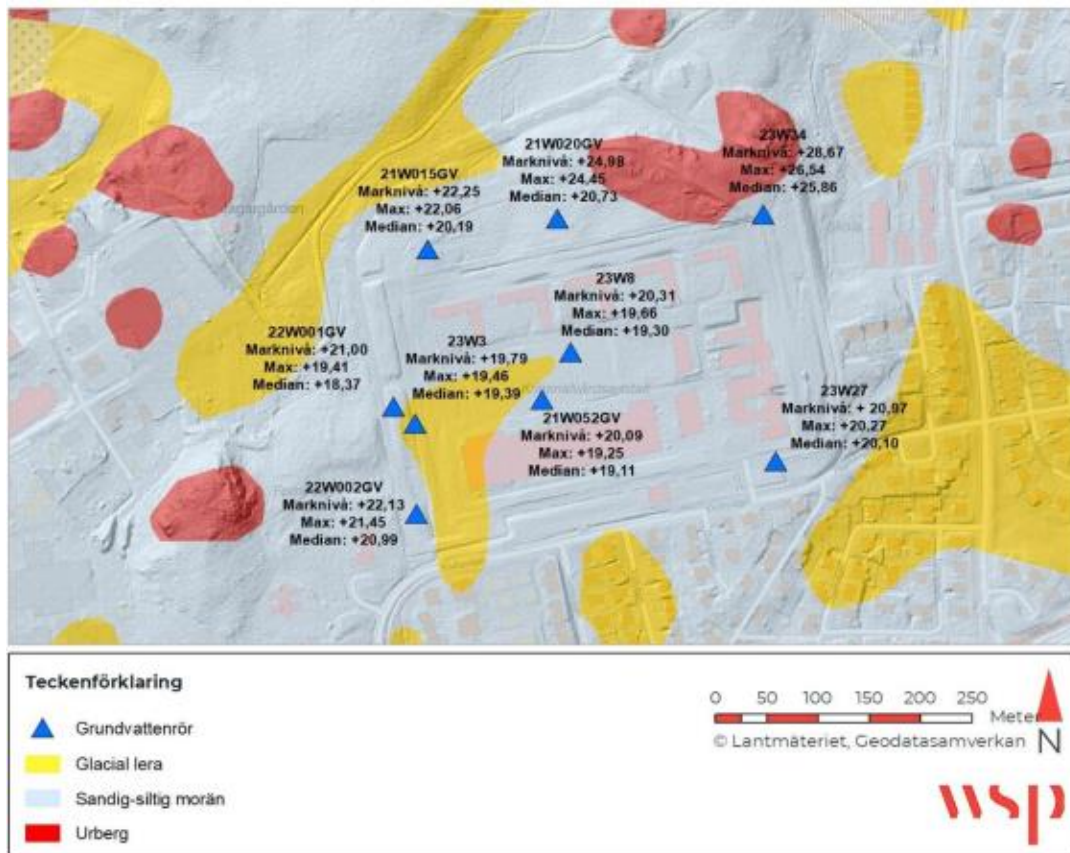 21W020GV
Marknivå: +24,98
Max: +24,45
Median: +20,73
23W34
Marknivå: +28,67
Max: +26,54
Median: +25,86
21W015GV
Marknivå: +22,25
Max: +22,06
Median: +20,19
23W8
Marknivå: +20,31
Max: +19,66
Median: +19,30
22W001GV
Marknivå: +21,00
Max: +19,41
Median: +18,37
23W3
Marknivå: +19,79
Max: +19,46
Median: +19,39
21W052GV
Marknivå: +20,09
Max: +19,25
Median: +19,11
23W27
Marknivå: + 20,97
Max: +20,27
Median: +20,10
22W002GV
Marknivå: +22,13
Max: +21,45
Median: +20,99
Teckenförklaring
Grundvattenrör
Glacial lera
Sandig-siltig morän
Urberg
0 50 100 150 200 250
Meter
© Lantmäteriet, Geodatasamverkan
N
wsp